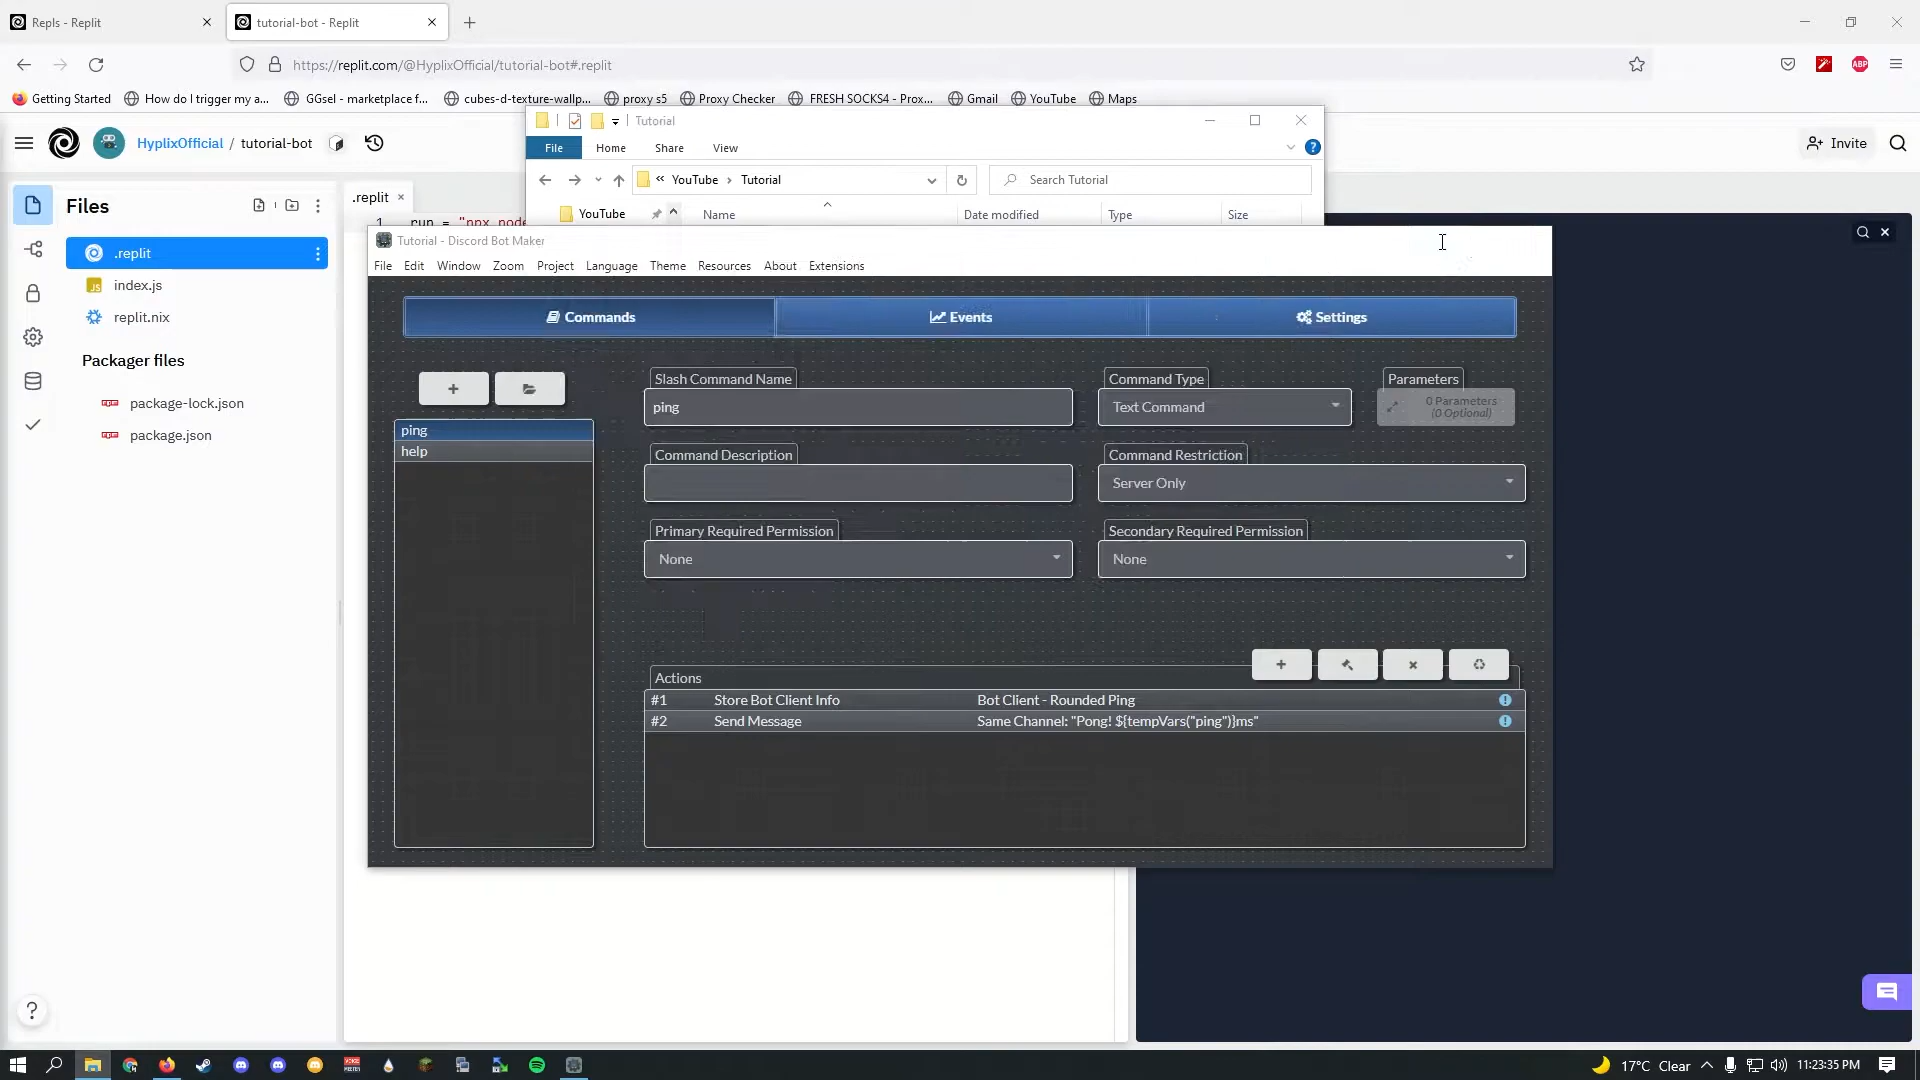 Repls - Replit
tutorial-bot - Replit
https://replit.com/@HyplixOfficial/tutorial-bot#.replit
Getting Started
How do I trigger my a...
GGsel - marketplace f...
cubes-d-texture-wallp...
proxy s5
Proxy Checker
FRESH SOCKS4 - Prox...
Gmail
YouTube
Maps
HyplixOfficial / tutorial-bot
Invite
Tutorial
File
Home
Share
View
YouTube
Tutorial
Search Tutorial
YouTube
Name
Date modified
Type
Size
Files
.replit
1 run = "npx node
.replit
index.js
replit.nix
Packager files
package-lock.json
package.json
Tutorial - Discord Bot Maker
File
Edit
Window
Zoom
Project
Language
Theme
Resources
About
Extensions
Commands
Events
Settings
ping
help
Slash Command Name
ping
Command Type
Text Command
Parameters
0 Parameters
(0 Optional)
Command Description
Command Restriction
Server Only
Primary Required Permission
None
Secondary Required Permission
None
Actions
#1 Store Bot Client Info Bot Client - Rounded Ping
#2 Send Message Same Channel: "Pong! ${tempVars("ping")}ms"
17°C Clear
11:23:35 PM